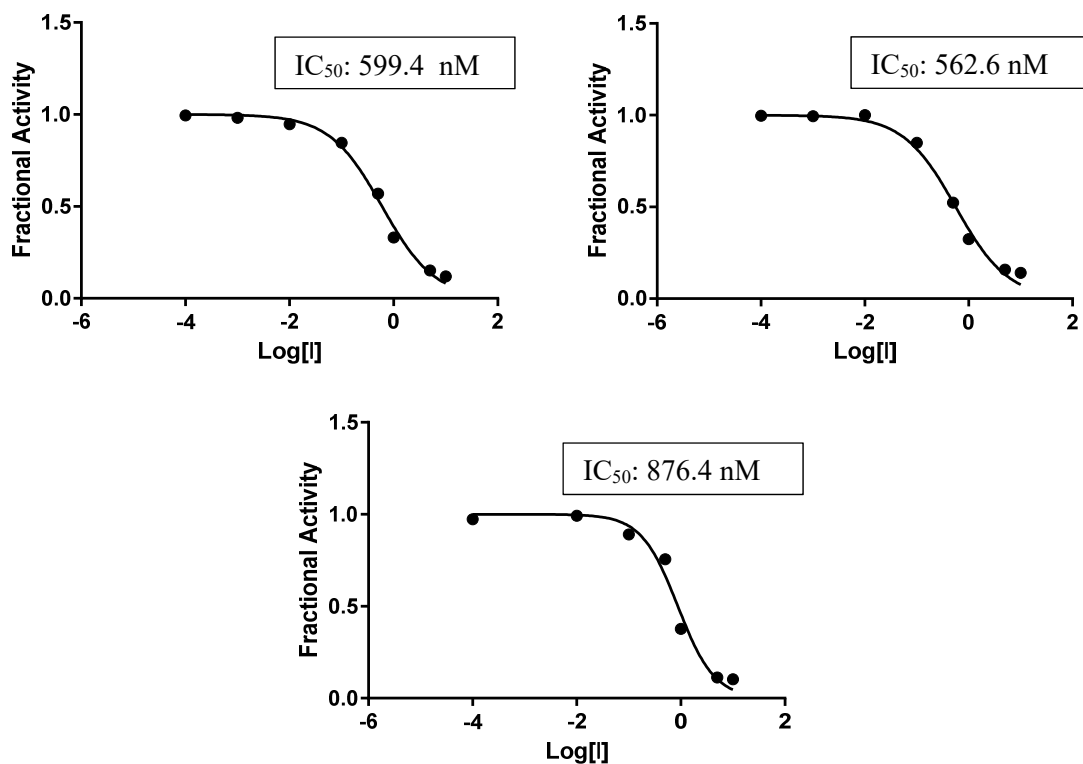 1.5
IC₅₀: 599.4 nM
1.0
0.5
0.0
-6 -4 -2 0 2
Log[I]
Fractional Activity
1.5
IC₅₀: 562.6 nM
1.0
0.5
0.0
-6 -4 -2 0 2
Log[I]
Fractional Activity
1.5
IC₅₀: 876.4 nM
1.0
0.5
0.0
-6 -4 -2 0 2
Log[I]
Fractional Activity